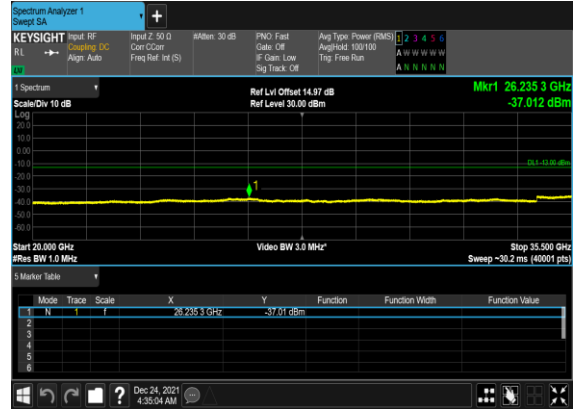 Spectrum Analyzer 1
Swept SA
KEYSIGHT Input: RF Input Z: 50 Ω #Atten: 30 dB PNO: Fast Avg Type: Power (RMS) 1 2 3 4 5 6
RL Coupling: DC Corr CCorr Gate: Off Avg|Hold: 100/100 A W W W W W
Align: Auto Freq Ref: Int (S) IF Gain: Low Trig: Free Run
Sig Track: Off A N N N N N
1 Spectrum Ref Lvl Offset 14.97 dB Mkr1 26.235 3 GHz
Scale/Div 10 dB Ref Level 30.00 dBm -37.012 dBm
Log
20.0
10.0
0.00
-10.0 DL1 -13.00 dBm
-20.0
-30.0 1
-40.0
-50.0
-60.0
Start 20.000 GHz Video BW 3.0 MHz* Stop 35.500 GHz
#Res BW 1.0 MHz Sweep ~30.2 ms (40001 pts)
5 Marker Table
Mode Trace Scale X Y Function Function Width Function Value
1 N 1 f 26.235 3 GHz -37.01 dBm
2
3
4
5
6
? Dec 24, 2021
4:35:04 AM